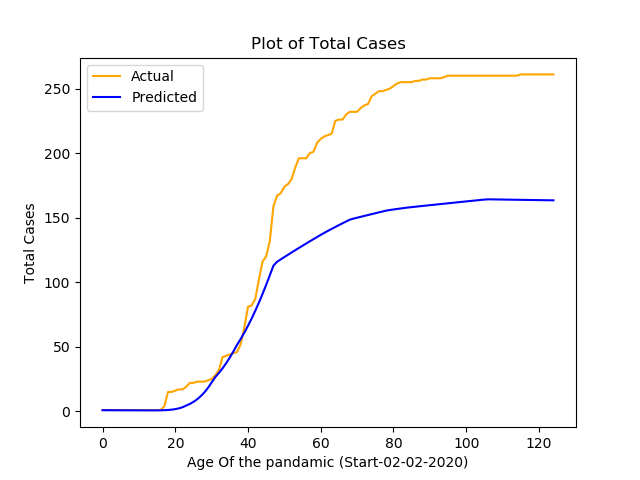 Plot of Total Cases
Actual
Predicted
250
200
150
100
50
0
Total Cases
0 20 40 60 80 100 120
Age Of the pandamic (Start-02-02-2020)